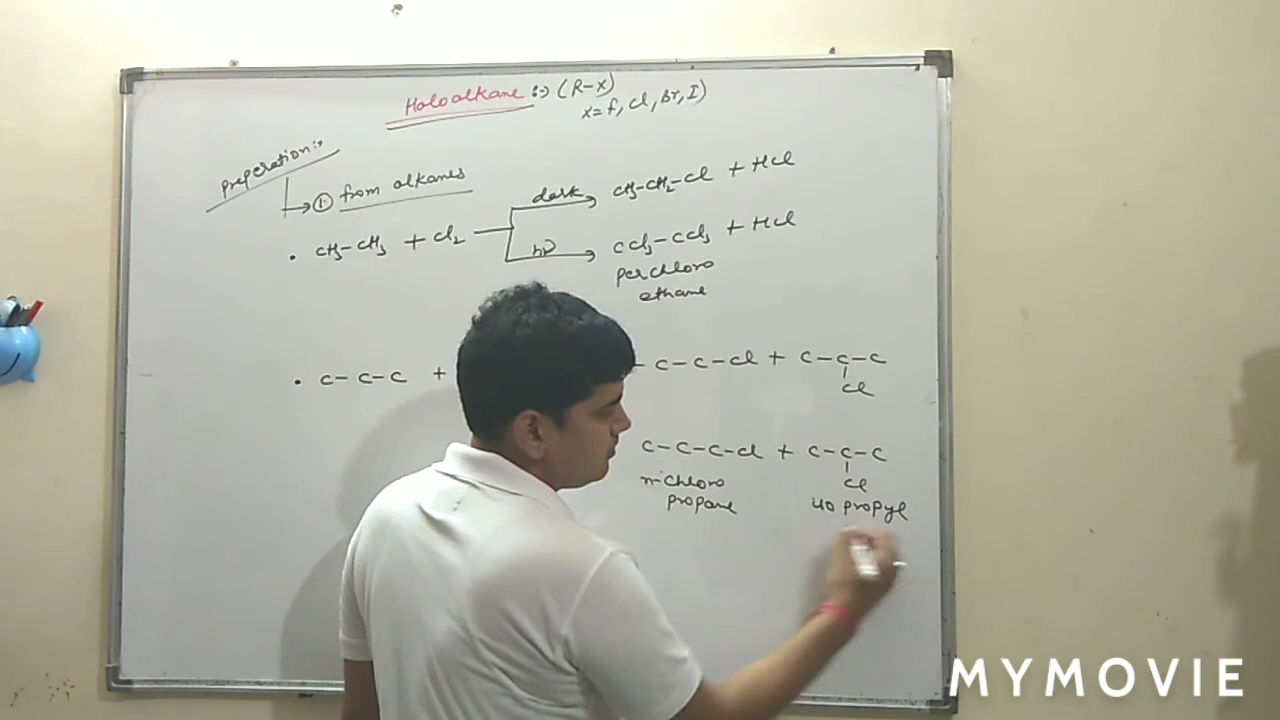 Haloalkane :-> (R-X)
X=F, Cl, Br, I)
preperation :-
① from alkanes
dark CH3-CH2-Cl + HCl
• CH3-CH3 + Cl2
hν CCl3-CCl3 + HCl
perchloro
ethane
• C-C-C + - C-C-Cl + C-C-C
Cl
C-C-C-Cl + C-C-C
Cl
n-chloro
propane
iso propyl
MYMOVIE